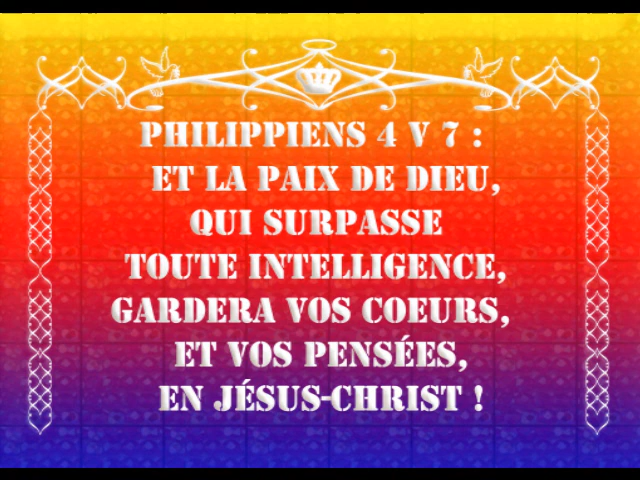 PHILIPPIENS 4 V 7 :
ET LA PAIX DE DIEU,
QUI SURPASSE
TOUTE INTELLIGENCE,
GARDERA VOS COEURS,
ET VOS PENSÉES,
EN JÉSUS-CHRIST !